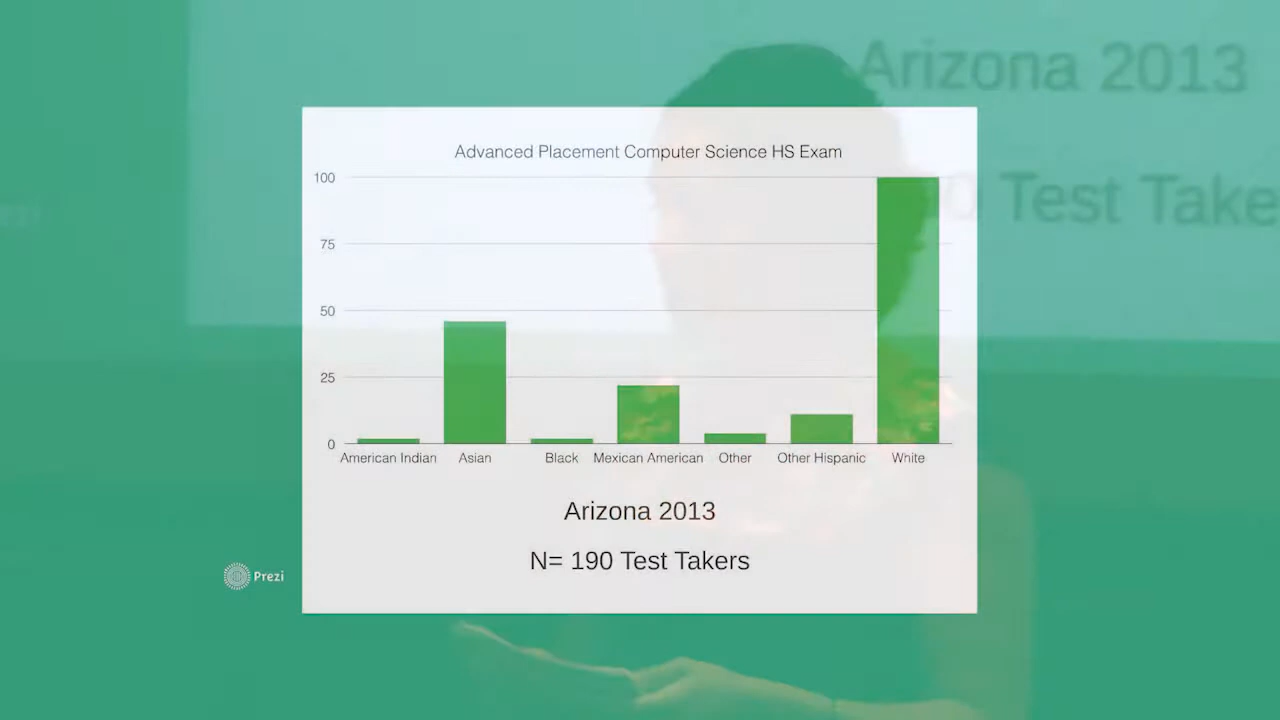 Arizona 2013
Test Take
Advanced Placement Computer Science HS Exam
100
75
50
25
0
American Indian Asian Black Mexican American Other Other Hispanic White
Arizona 2013
N= 190 Test Takers
Prezi